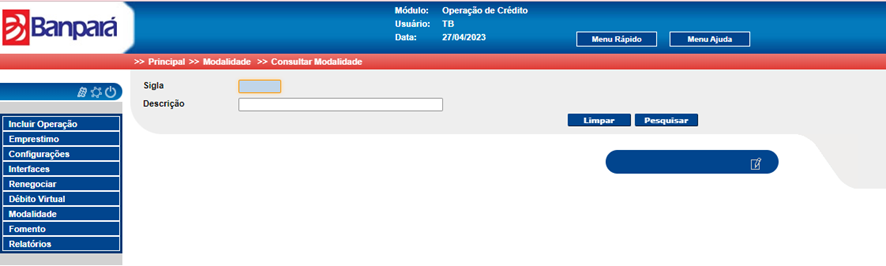 Banpará
Módulo: Operação de Crédito
Usuário: TB
Data: 27/04/2023
Menu Rápido
Menu Ajuda
>> Principal >> Modalidade >> Consultar Modalidade
Sigla
Descrição
Limpar
Pesquisar
Incluir Operação
Emprestimo
Configurações
Interfaces
Renegociar
Débito Virtual
Modalidade
Fomento
Relatórios